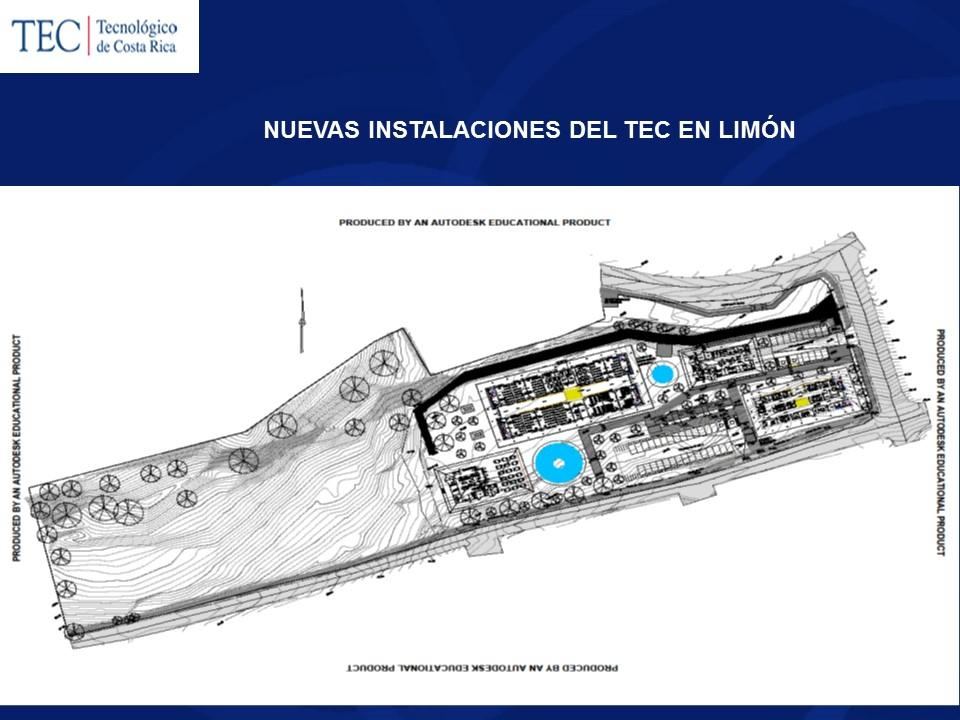 TEC | Tecnológico
de Costa Rica
NUEVAS INSTALACIONES DEL TEC EN LIMÓN
PRODUCED BY AN AUTODESK EDUCATIONAL PRODUCT
PRODUCED BY AN AUTODESK EDUCATIONAL PRODUCT
PRODUCED BY AN AUTODESK EDUCATIONAL PRODUCT
PRODUCED BY AN AUTODESK EDUCATIONAL PRODUCT